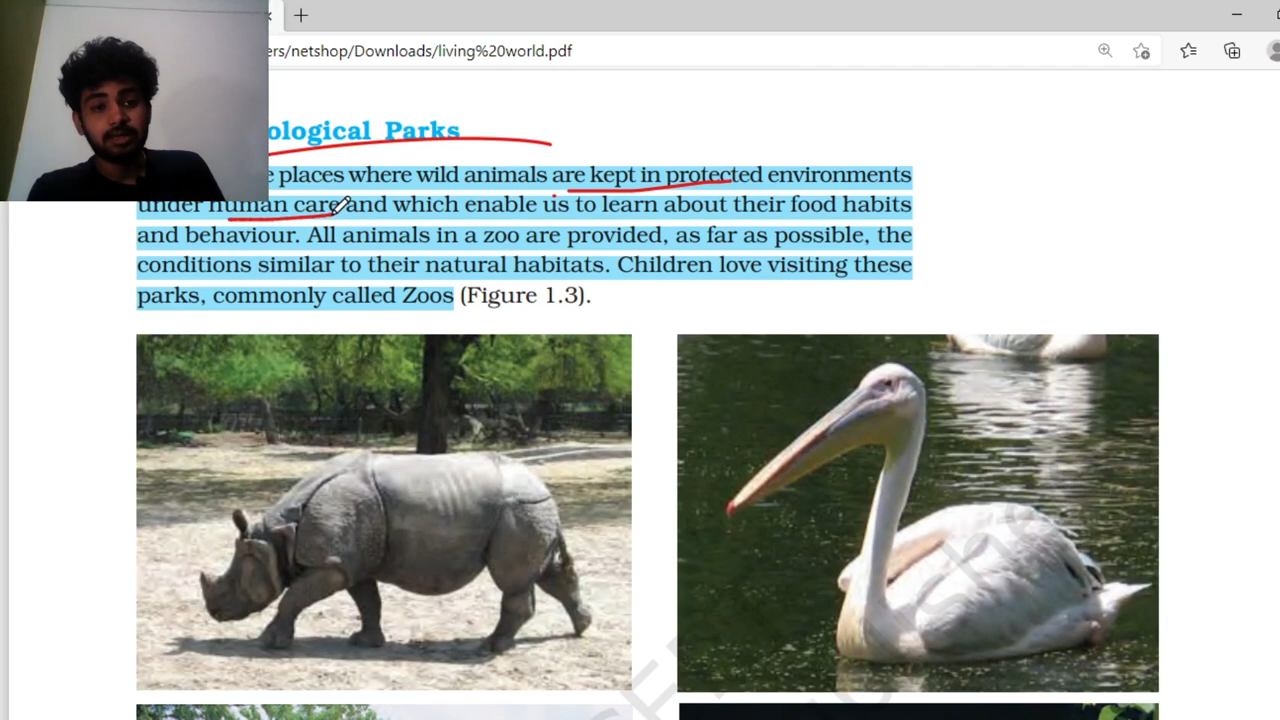 ers/netshop/Downloads/living%20world.pdf
ological Parks
e places where wild animals are kept in protected environments
under human care and which enable us to learn about their food habits
and behaviour. All animals in a zoo are provided, as far as possible, the
conditions similar to their natural habitats. Children love visiting these
parks, commonly called Zoos (Figure 1.3).